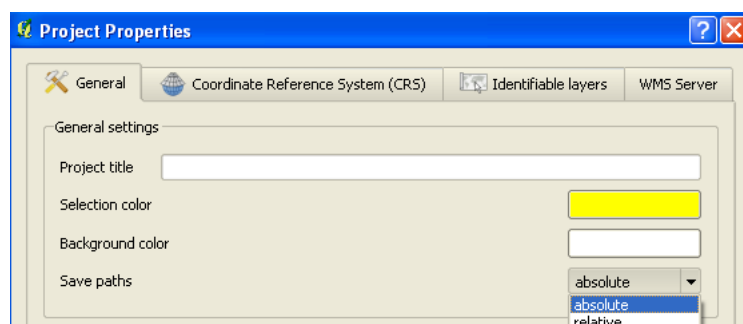 Project Properties
General
Coordinate Reference System (CRS)
Identifiable layers
WMS Server
General settings
Project title
Selection color
Background color
Save paths
absolute
absolute
relative